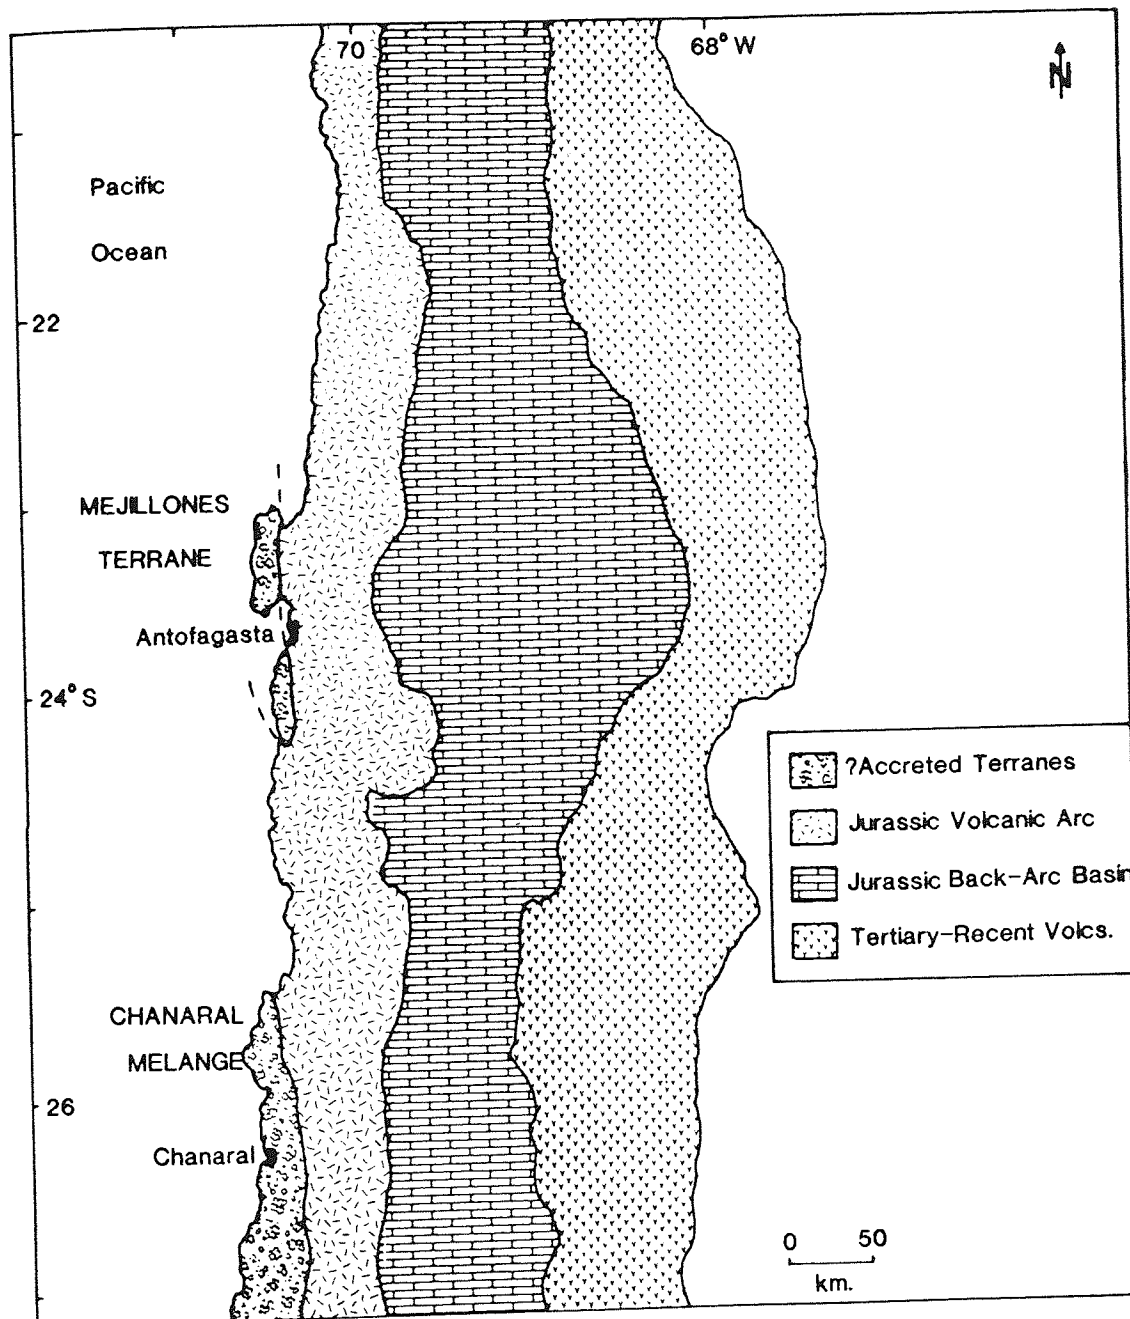 70
68° W
N
Pacific
Ocean
22
MEJILLONES
TERRANE
Antofagasta
24° S
?Accreted Terranes
Jurassic Volcanic Arc
Jurassic Back-Arc Basin
Tertiary-Recent Volcs.
CHANARAL
MELANGE
26
Chanaral
0 50
km.